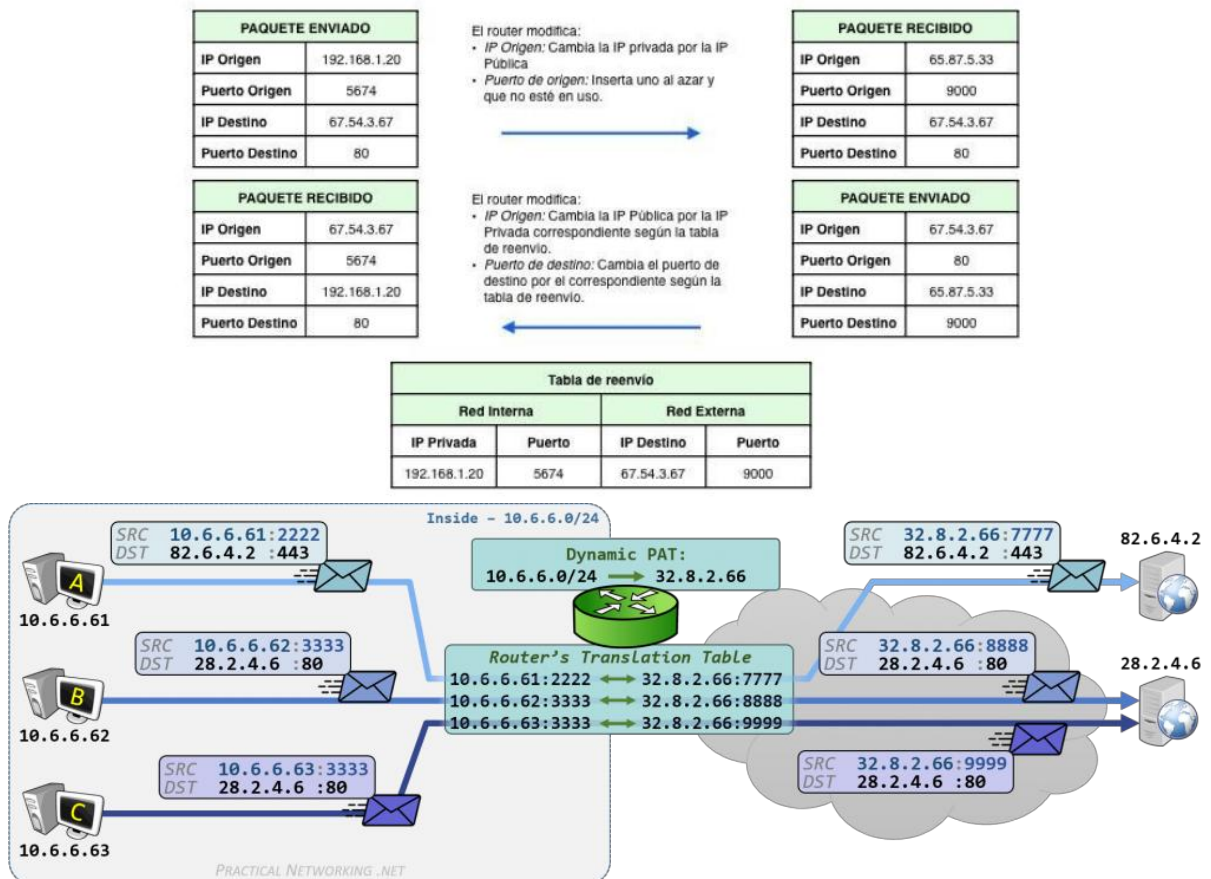 PAQUETE ENVIADO
IP Origen 192.168.1.20
Puerto Origen 5674
IP Destino 67.54.3.67
Puerto Destino 80
El router modifica:
• IP Origen: Cambia la IP privada por la IP
Pública
• Puerto de origen: Inserta uno al azar y
que no esté en uso.
PAQUETE RECIBIDO
IP Origen 65.87.5.33
Puerto Origen 9000
IP Destino 67.54.3.67
Puerto Destino 80
PAQUETE RECIBIDO
IP Origen 67.54.3.67
Puerto Origen 5674
IP Destino 192.168.1.20
Puerto Destino 80
El router modifica:
• IP Origen: Cambia la IP Pública por la IP
Privada correspondiente según la tabla
de reenvío.
• Puerto de destino: Cambia el puerto de
destino por el correspondiente según la
tabla de reenvío.
PAQUETE ENVIADO
IP Origen 67.54.3.67
Puerto Origen 80
IP Destino 65.87.5.33
Puerto Destino 9000
Tabla de reenvío
Red Interna Red Externa
IP Privada Puerto IP Destino Puerto
192.168.1.20 5674 67.54.3.67 9000
Inside - 10.6.6.0/24
SRC 10.6.6.61:2222
DST 82.6.4.2 :443
A
10.6.6.61
Dynamic PAT:
10.6.6.0/24 32.8.2.66
SRC 32.8.2.66:7777
DST 82.6.4.2 :443
82.6.4.2
SRC 10.6.6.62:3333
DST 28.2.4.6 :80
B
10.6.6.62
Router's Translation Table
10.6.6.61:2222 32.8.2.66:7777
10.6.6.62:3333 32.8.2.66:8888
10.6.6.63:3333 32.8.2.66:9999
SRC 32.8.2.66:8888
DST 28.2.4.6 :80
28.2.4.6
SRC 10.6.6.63:3333
DST 28.2.4.6 :80
C
10.6.6.63
SRC 32.8.2.66:9999
DST 28.2.4.6 :80
PRACTICAL NETWORKING .NET